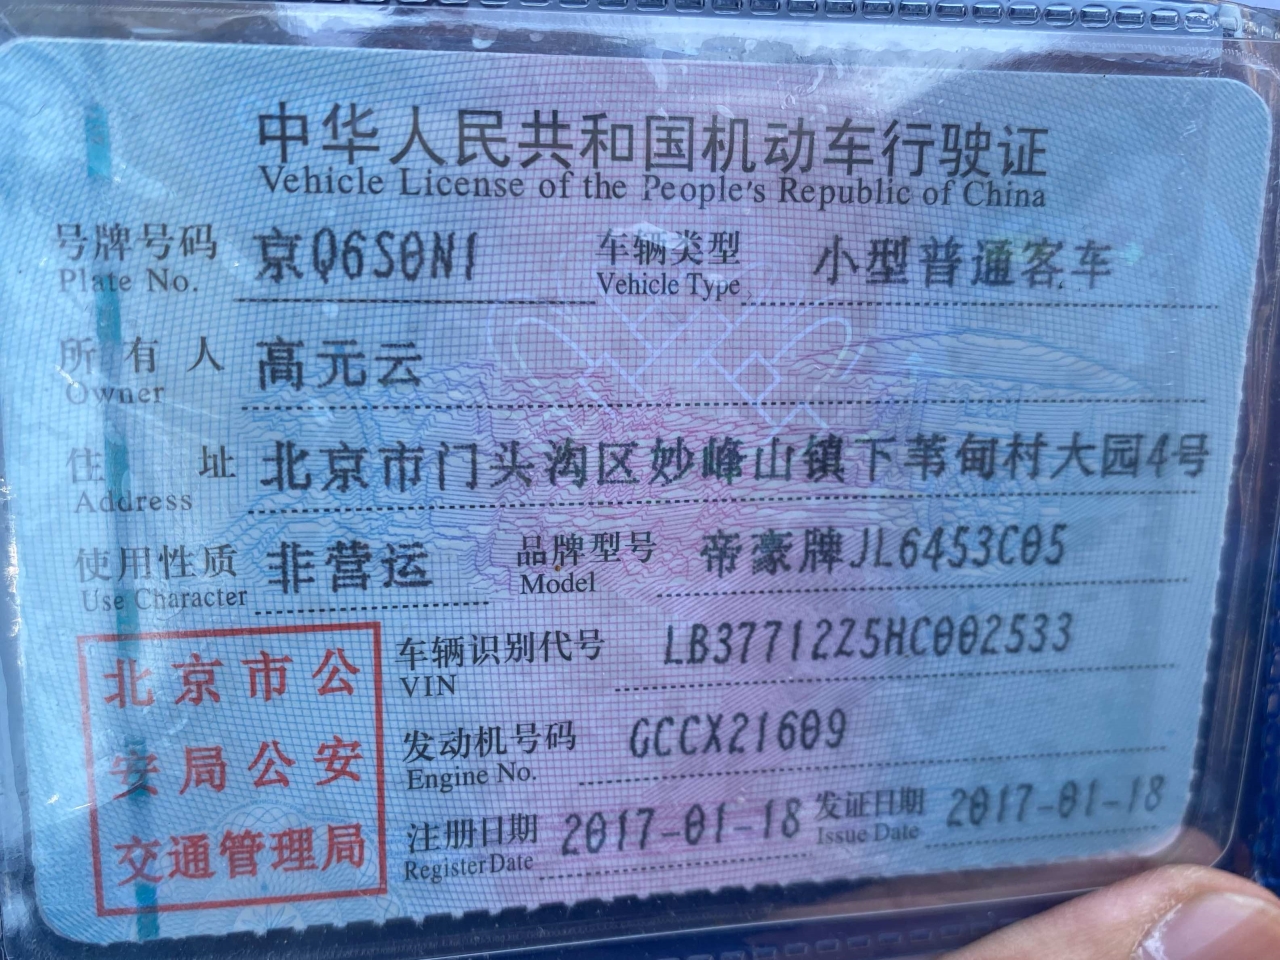 中华人民共和国机动车行驶证
Vehicle License of the People's Republic of China
号牌号码 京Q6S0N1 车辆类型 小型普通客车
Plate No. Vehicle Type
所有人 高元云
Owner
住址 北京市门头沟区妙峰山镇下苇甸村大园4号
Address
使用性质 非营运 品牌型号 帝豪牌JL6453C05
Use Character Model
北京市公
安局公安
交通管理局
车辆识别代号 LB37712Z5HC002533
VIN
发动机号码 GCCX21609
Engine No.
注册日期 2017-01-18 发证日期 2017-01-18
Register Date Issue Date